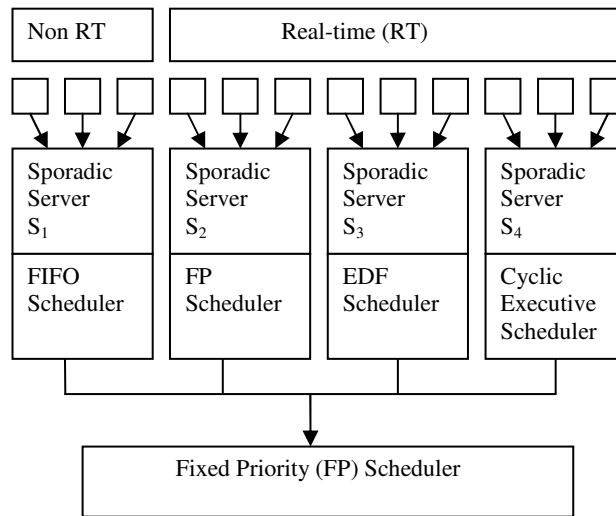 Non RT
Real-time (RT)
Sporadic
Server
S₁
Sporadic
Server
S₂
Sporadic
Server
S₃
Sporadic
Server
S₄
FIFO
Scheduler
FP
Scheduler
EDF
Scheduler
Cyclic
Executive
Scheduler
Fixed Priority (FP) Scheduler